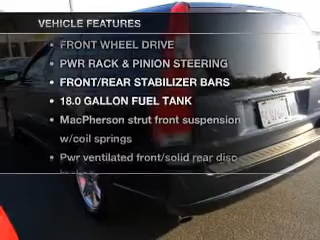 VEHICLE FEATURES
• FRONT WHEEL DRIVE
• PWR RACK & PINION STEERING
• FRONT/REAR STABILIZER BARS
• 18.0 GALLON FUEL TANK
• MacPherson strut front suspension
w/coil springs
• Pwr ventilated front/solid rear disc